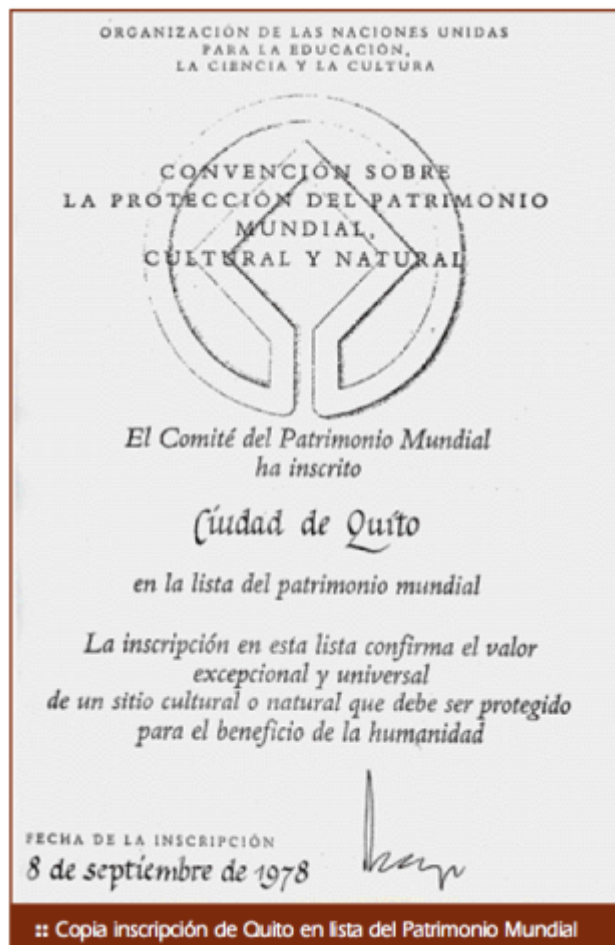 ORGANIZACIÓN DE LAS NACIONES UNIDAS
PARA LA EDUCACIÓN,
LA CIENCIA Y LA CULTURA
CONVENCIÓN SOBRE
LA PROTECCIÓN DEL PATRIMONIO
MUNDIAL,
CULTURAL Y NATURAL
El Comité del Patrimonio Mundial
ha inscrito
Ciudad de Quito
en la lista del patrimonio mundial
La inscripción en esta lista confirma el valor
excepcional y universal
de un sitio cultural o natural que debe ser protegido
para el beneficio de la humanidad
FECHA DE LA INSCRIPCIÓN
8 de septiembre de 1978
:: Copia inscripción de Quito en lista del Patrimonio Mundial